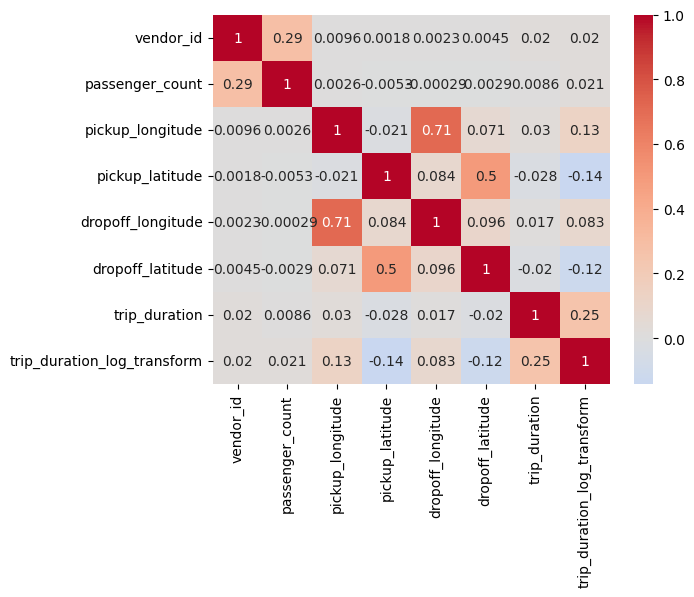 vendor_id 1 0.29 0.0096 0.0018 0.0023 0.0045 0.02 0.02
passenger_count 0.29 1 0.0026 -0.0053 -0.00029 -0.0029 0.0086 0.021
pickup_longitude 0.0096 0.0026 1 -0.021 0.71 0.071 0.03 0.13
pickup_latitude 0.0018 -0.0053 -0.021 1 0.084 0.5 -0.028 -0.14
dropoff_longitude 0.0023 -0.00029 0.71 0.084 1 0.096 0.017 0.083
dropoff_latitude 0.0045 -0.0029 0.071 0.5 0.096 1 -0.02 -0.12
trip_duration 0.02 0.0086 0.03 -0.028 0.017 -0.02 1 0.25
trip_duration_log_transform 0.02 0.021 0.13 -0.14 0.083 -0.12 0.25 1
vendor_id
passenger_count
pickup_longitude
pickup_latitude
dropoff_longitude
dropoff_latitude
trip_duration
trip_duration_log_transform
1.0
0.8
0.6
0.4
0.2
0.0